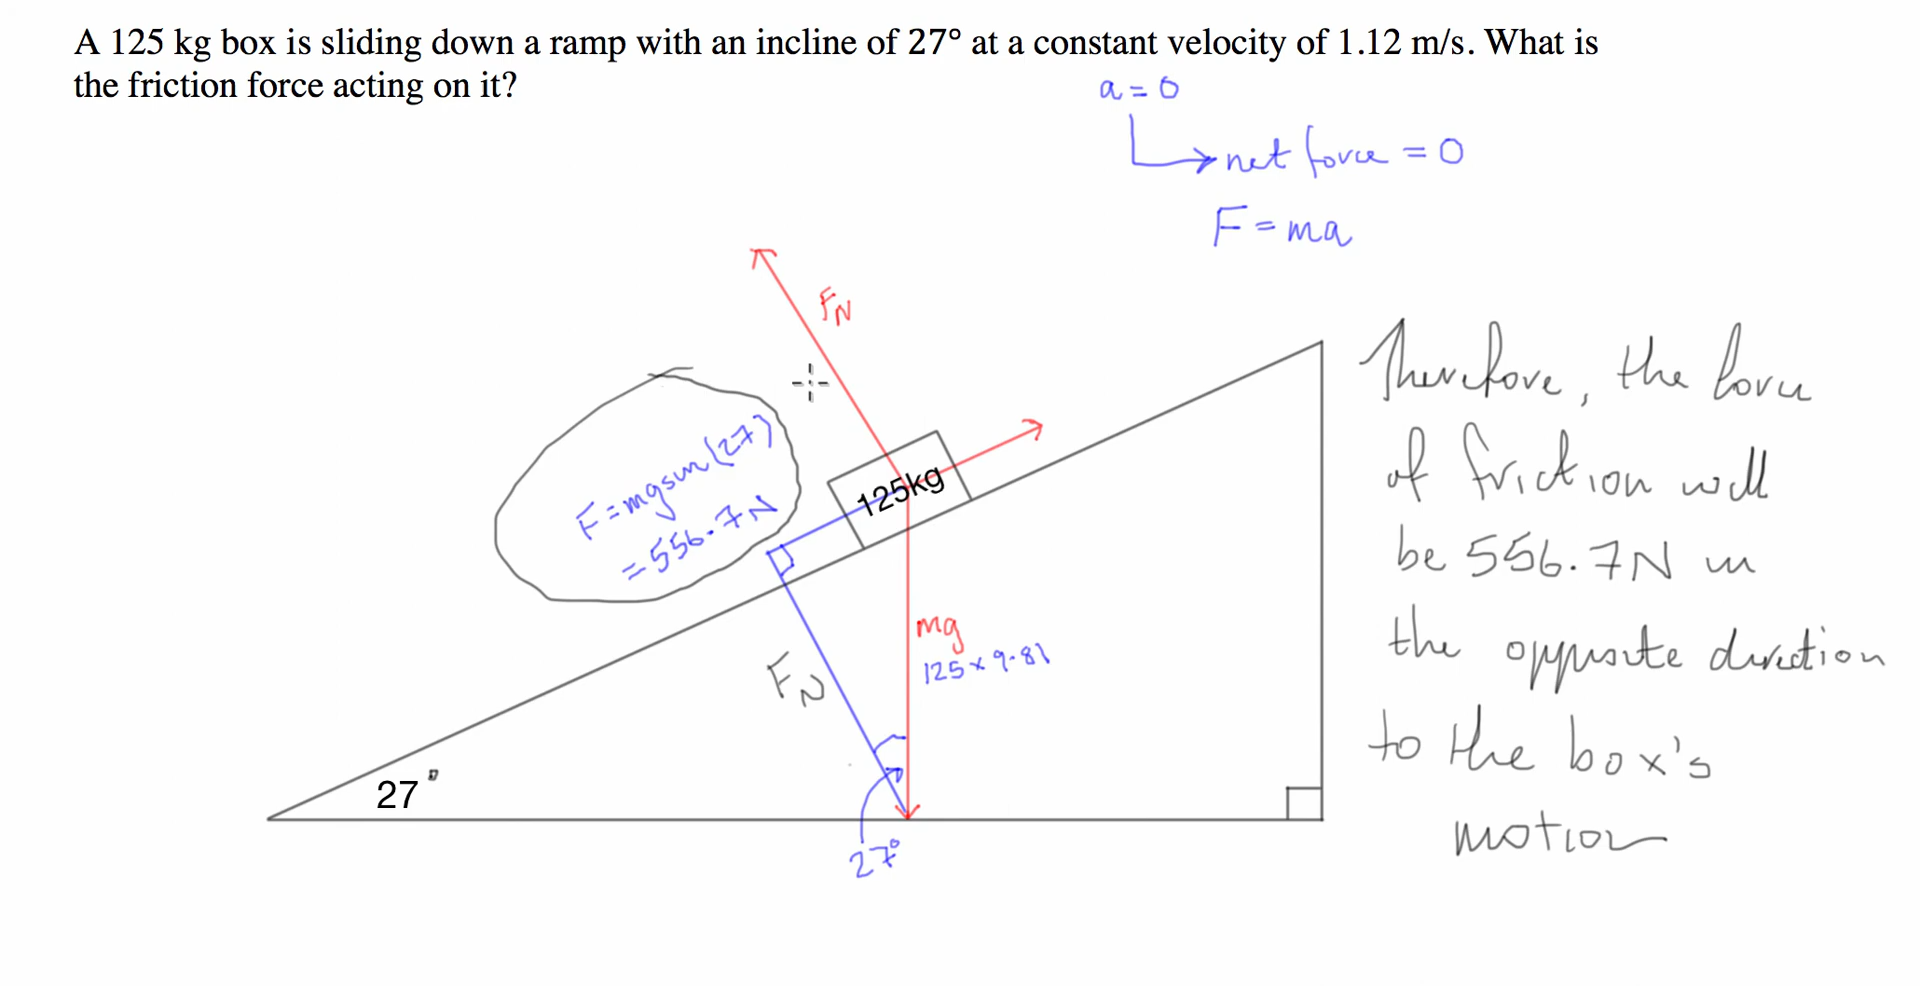 A 125 kg box is sliding down a ramp with an incline of 27° at a constant velocity of 1.12 m/s. What is
the friction force acting on it?
a = 0
net force = 0
F = ma
FN
F = mg sin(27)
= 556.7N
125kg
mg
125 x 9.81
FN
27°
27°
Therefore, the force
of friction will
be 556.7N in
the opposite direction
to the box's
motion